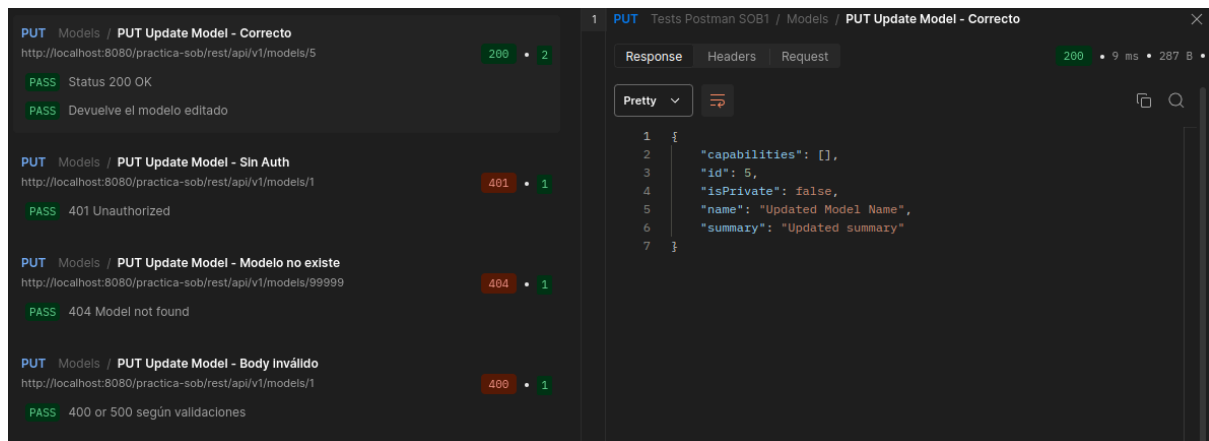 PUT Models / PUT Update Model - Correcto
http://localhost:8080/practica-sob/rest/api/v1/models/5
200 • 2
PASS Status 200 OK
PASS Devuelve el modelo editado
PUT Models / PUT Update Model - Sin Auth
http://localhost:8080/practica-sob/rest/api/v1/models/1
401 • 1
PASS 401 Unauthorized
PUT Models / PUT Update Model - Modelo no existe
http://localhost:8080/practica-sob/rest/api/v1/models/99999
404 • 1
PASS 404 Model not found
PUT Models / PUT Update Model - Body inválido
http://localhost:8080/practica-sob/rest/api/v1/models/1
400 • 1
PASS 400 or 500 según validaciones
1
PUT Tests Postman SOB1 / Models / PUT Update Model - Correcto
Response Headers Request
200 • 9 ms • 287 B •
Pretty
1 {
2 "capabilities": [],
3 "id": 5,
4 "isPrivate": false,
5 "name": "Updated Model Name",
6 "summary": "Updated summary"
7 }